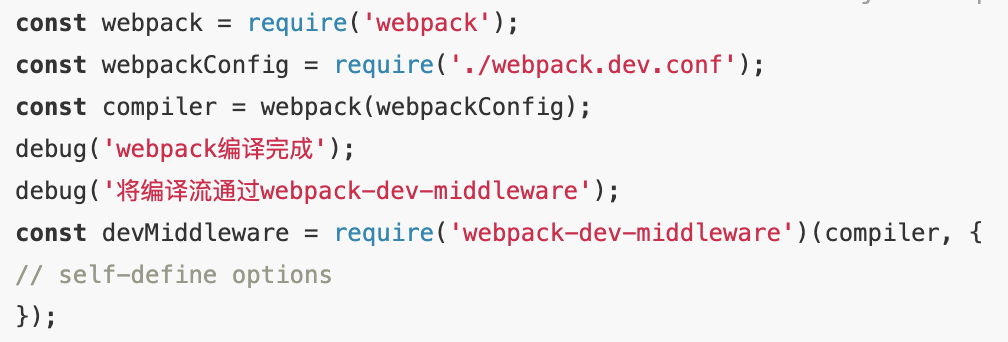 const webpack = require('webpack');
const webpackConfig = require('./webpack.dev.conf');
const compiler = webpack(webpackConfig);
debug('webpack编译完成');
debug('将编译流通过webpack-dev-middleware');
const devMiddleware = require('webpack-dev-middleware')(compiler, {
// self-define options
});